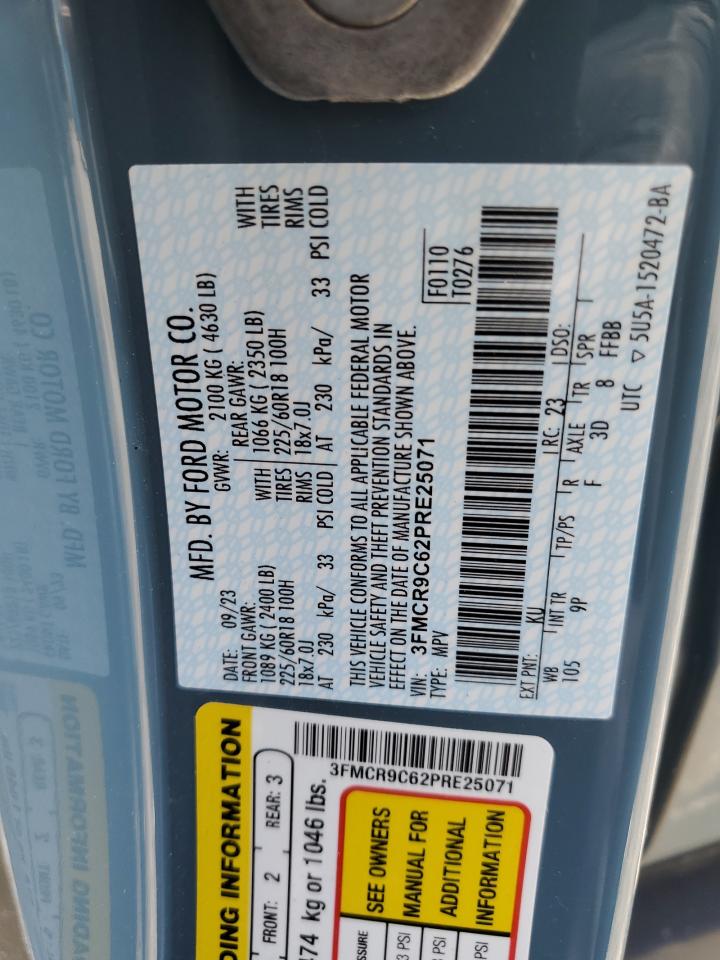 MFD. BY FORD MOTOR CO.
DATE: 09/23 GVWR: 2100 KG ( 4630 LB)
FRONT GAWR: REAR GAWR:
1089 KG ( 2400 LB) WITH 1066 KG ( 2350 LB) WITH
225/60R18 100H TIRES 225/60R18 100H TIRES
18x7.0J RIMS 18x7.0J RIMS
AT 230 kPa/ 33 PSI COLD AT 230 kPa/ 33 PSI COLD
THIS VEHICLE CONFORMS TO ALL APPLICABLE FEDERAL MOTOR
VEHICLE SAFETY AND THEFT PREVENTION STANDARDS IN
EFFECT ON THE DATE OF MANUFACTURE SHOWN ABOVE.
VIN: 3FMCR9C62PRE25071
TYPE: MPV
F0110
T0276
EXT PNT: KU RC: 23 DSO:
WB INT TR TP/PS R AXLE TR SPR
105 9P F 3D 8 FFBB
UTC ▽ 5U5A-1520472-BA
DING INFORMATION
FRONT: 2 REAR: 3
474 kg or 1046 lbs.
3FMCR9C62PRE25071
SEE OWNERS
MANUAL FOR
ADDITIONAL
INFORMATION
SSURE
3 PSI
PSI
PSI